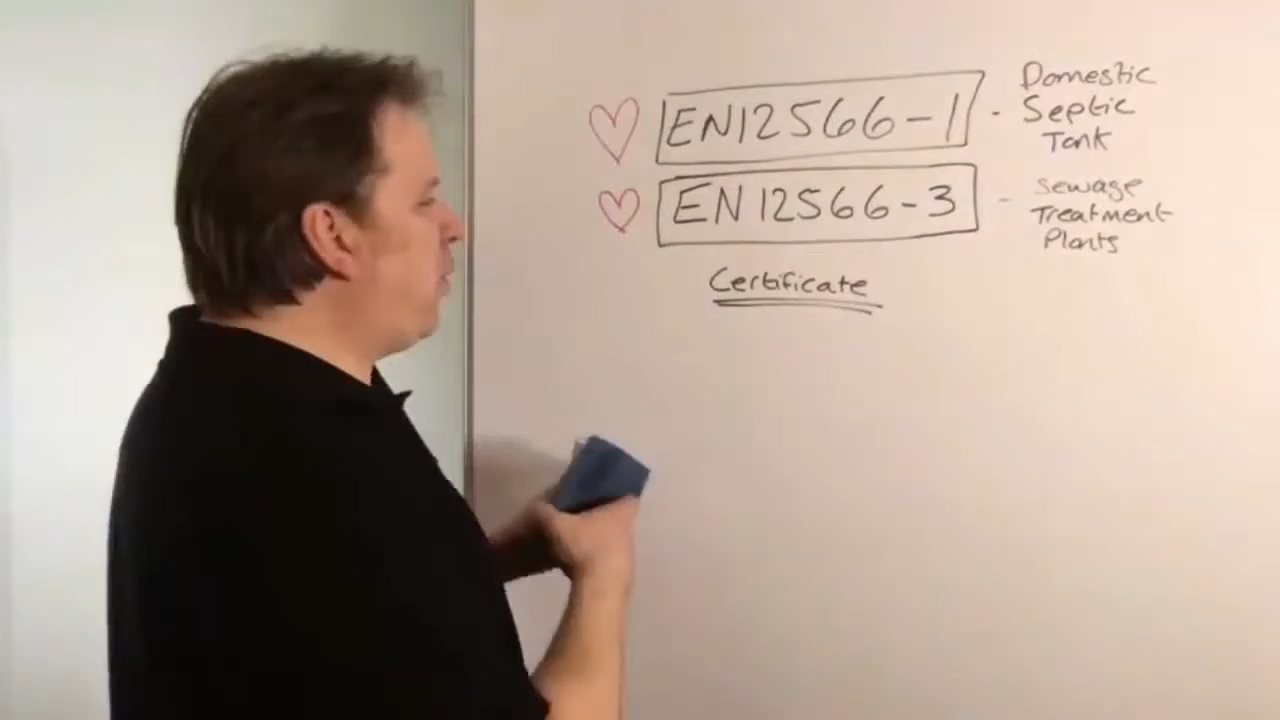 EN12566-1 - Domestic
Septic
Tank
EN12566-3 - Sewage
Treatment
Plants
Certificate